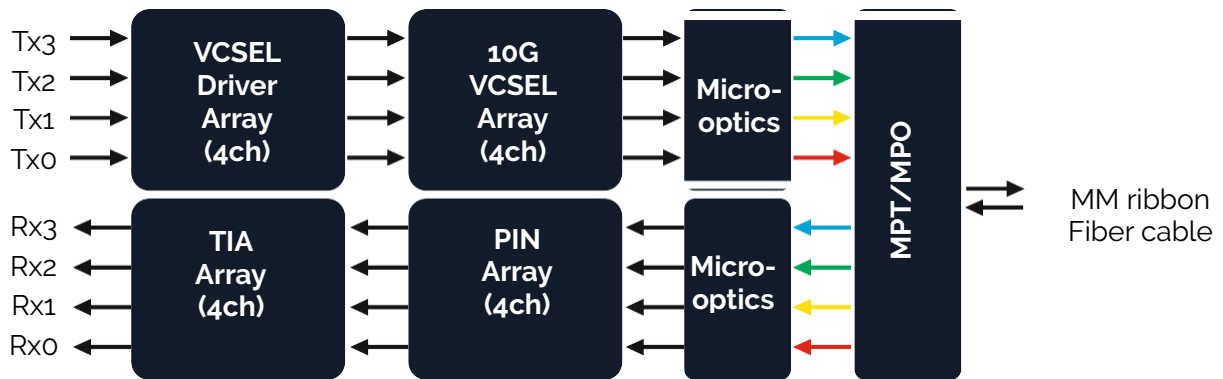 Tx3
Tx2
Tx1
Tx0
VCSEL
Driver
Array
(4ch)
10G
VCSEL
Array
(4ch)
Micro-
optics
MPT/MPO
MM ribbon
Fiber cable
Rx3
Rx2
Rx1
Rx0
TIA
Array
(4ch)
PIN
Array
(4ch)
Micro-
optics